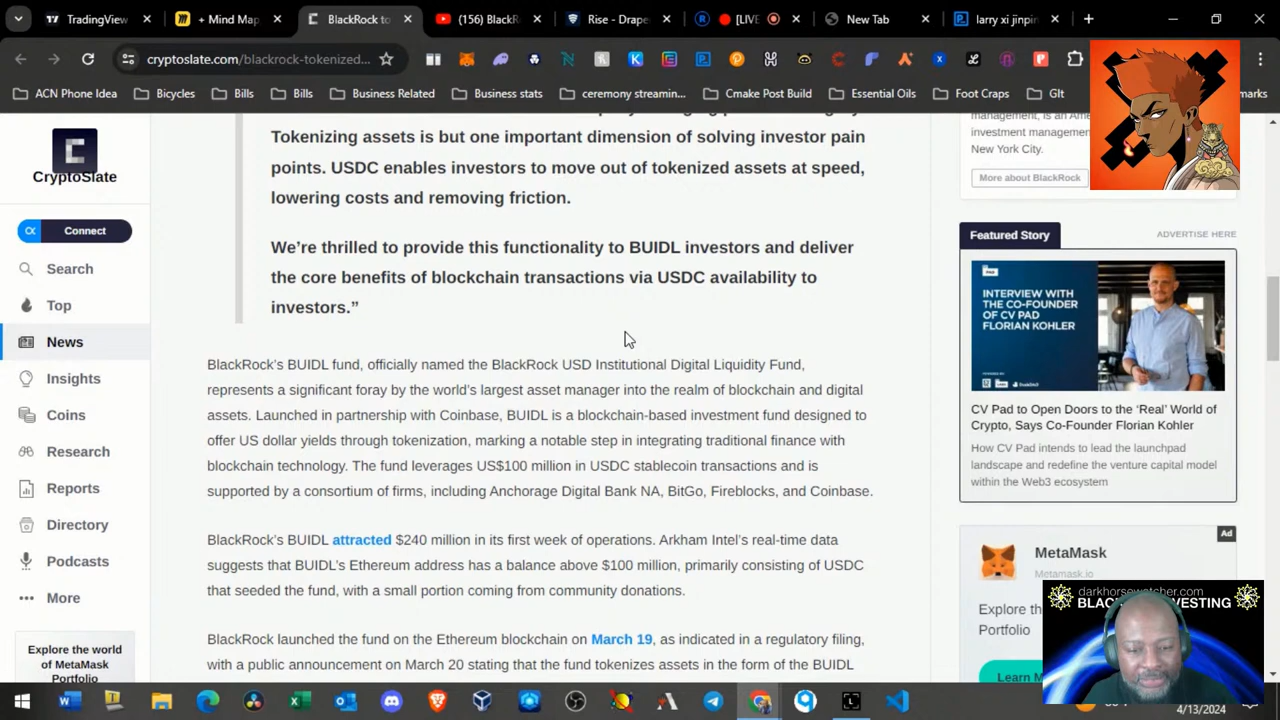 TradingView
+ Mind Map
BlackRock to
(156) BlackR
Rise - Drape
[LIVE
New Tab
larry xi jinpin
cryptoslate.com/blackrock-tokenized...
ACN Phone Idea
Bicycles
Bills
Bills
Business Related
Business stats
ceremony streamin...
Cmake Post Build
Essential Oils
Foot Craps
GIt
marks
CryptoSlate
Connect
Search
Top
News
Insights
Coins
Research
Reports
Directory
Podcasts
More
Explore the world
of MetaMask
Portfolio
Tokenizing assets is but one important dimension of solving investor pain
points. USDC enables investors to move out of tokenized assets at speed,
lowering costs and removing friction.
We're thrilled to provide this functionality to BUIDL investors and deliver
the core benefits of blockchain transactions via USDC availability to
investors.”
BlackRock's BUIDL fund, officially named the BlackRock USD Institutional Digital Liquidity Fund,
represents a significant foray by the world's largest asset manager into the realm of blockchain and digital
assets. Launched in partnership with Coinbase, BUIDL is a blockchain-based investment fund designed to
offer US dollar yields through tokenization, marking a notable step in integrating traditional finance with
blockchain technology. The fund leverages US$100 million in USDC stablecoin transactions and is
supported by a consortium of firms, including Anchorage Digital Bank NA, BitGo, Fireblocks, and Coinbase.
BlackRock's BUIDL attracted $240 million in its first week of operations. Arkham Intel's real-time data
suggests that BUIDL's Ethereum address has a balance above $100 million, primarily consisting of USDC
that seeded the fund, with a small portion coming from community donations.
BlackRock launched the fund on the Ethereum blockchain on March 19, as indicated in a regulatory filing,
with a public announcement on March 20 stating that the fund tokenizes assets in the form of the BUIDL
management, is an Ame
investment managemen
New York City.
More about BlackRock
Featured Story
ADVERTISE HERE
INTERVIEW WITH
THE CO-FOUNDER
OF CV PAD
FLORIAN KOHLER
CV Pad to Open Doors to the ‘Real’ World of
Crypto, Says Co-Founder Florian Kohler
How CV Pad intends to lead the launchpad
landscape and redefine the venture capital model
within the Web3 ecosystem
Ad
MetaMask
Metamask.io
Explore th
Portfolio
Learn M
darkhorsewatcher.com
BLAC
INVESTING
4/13/2024